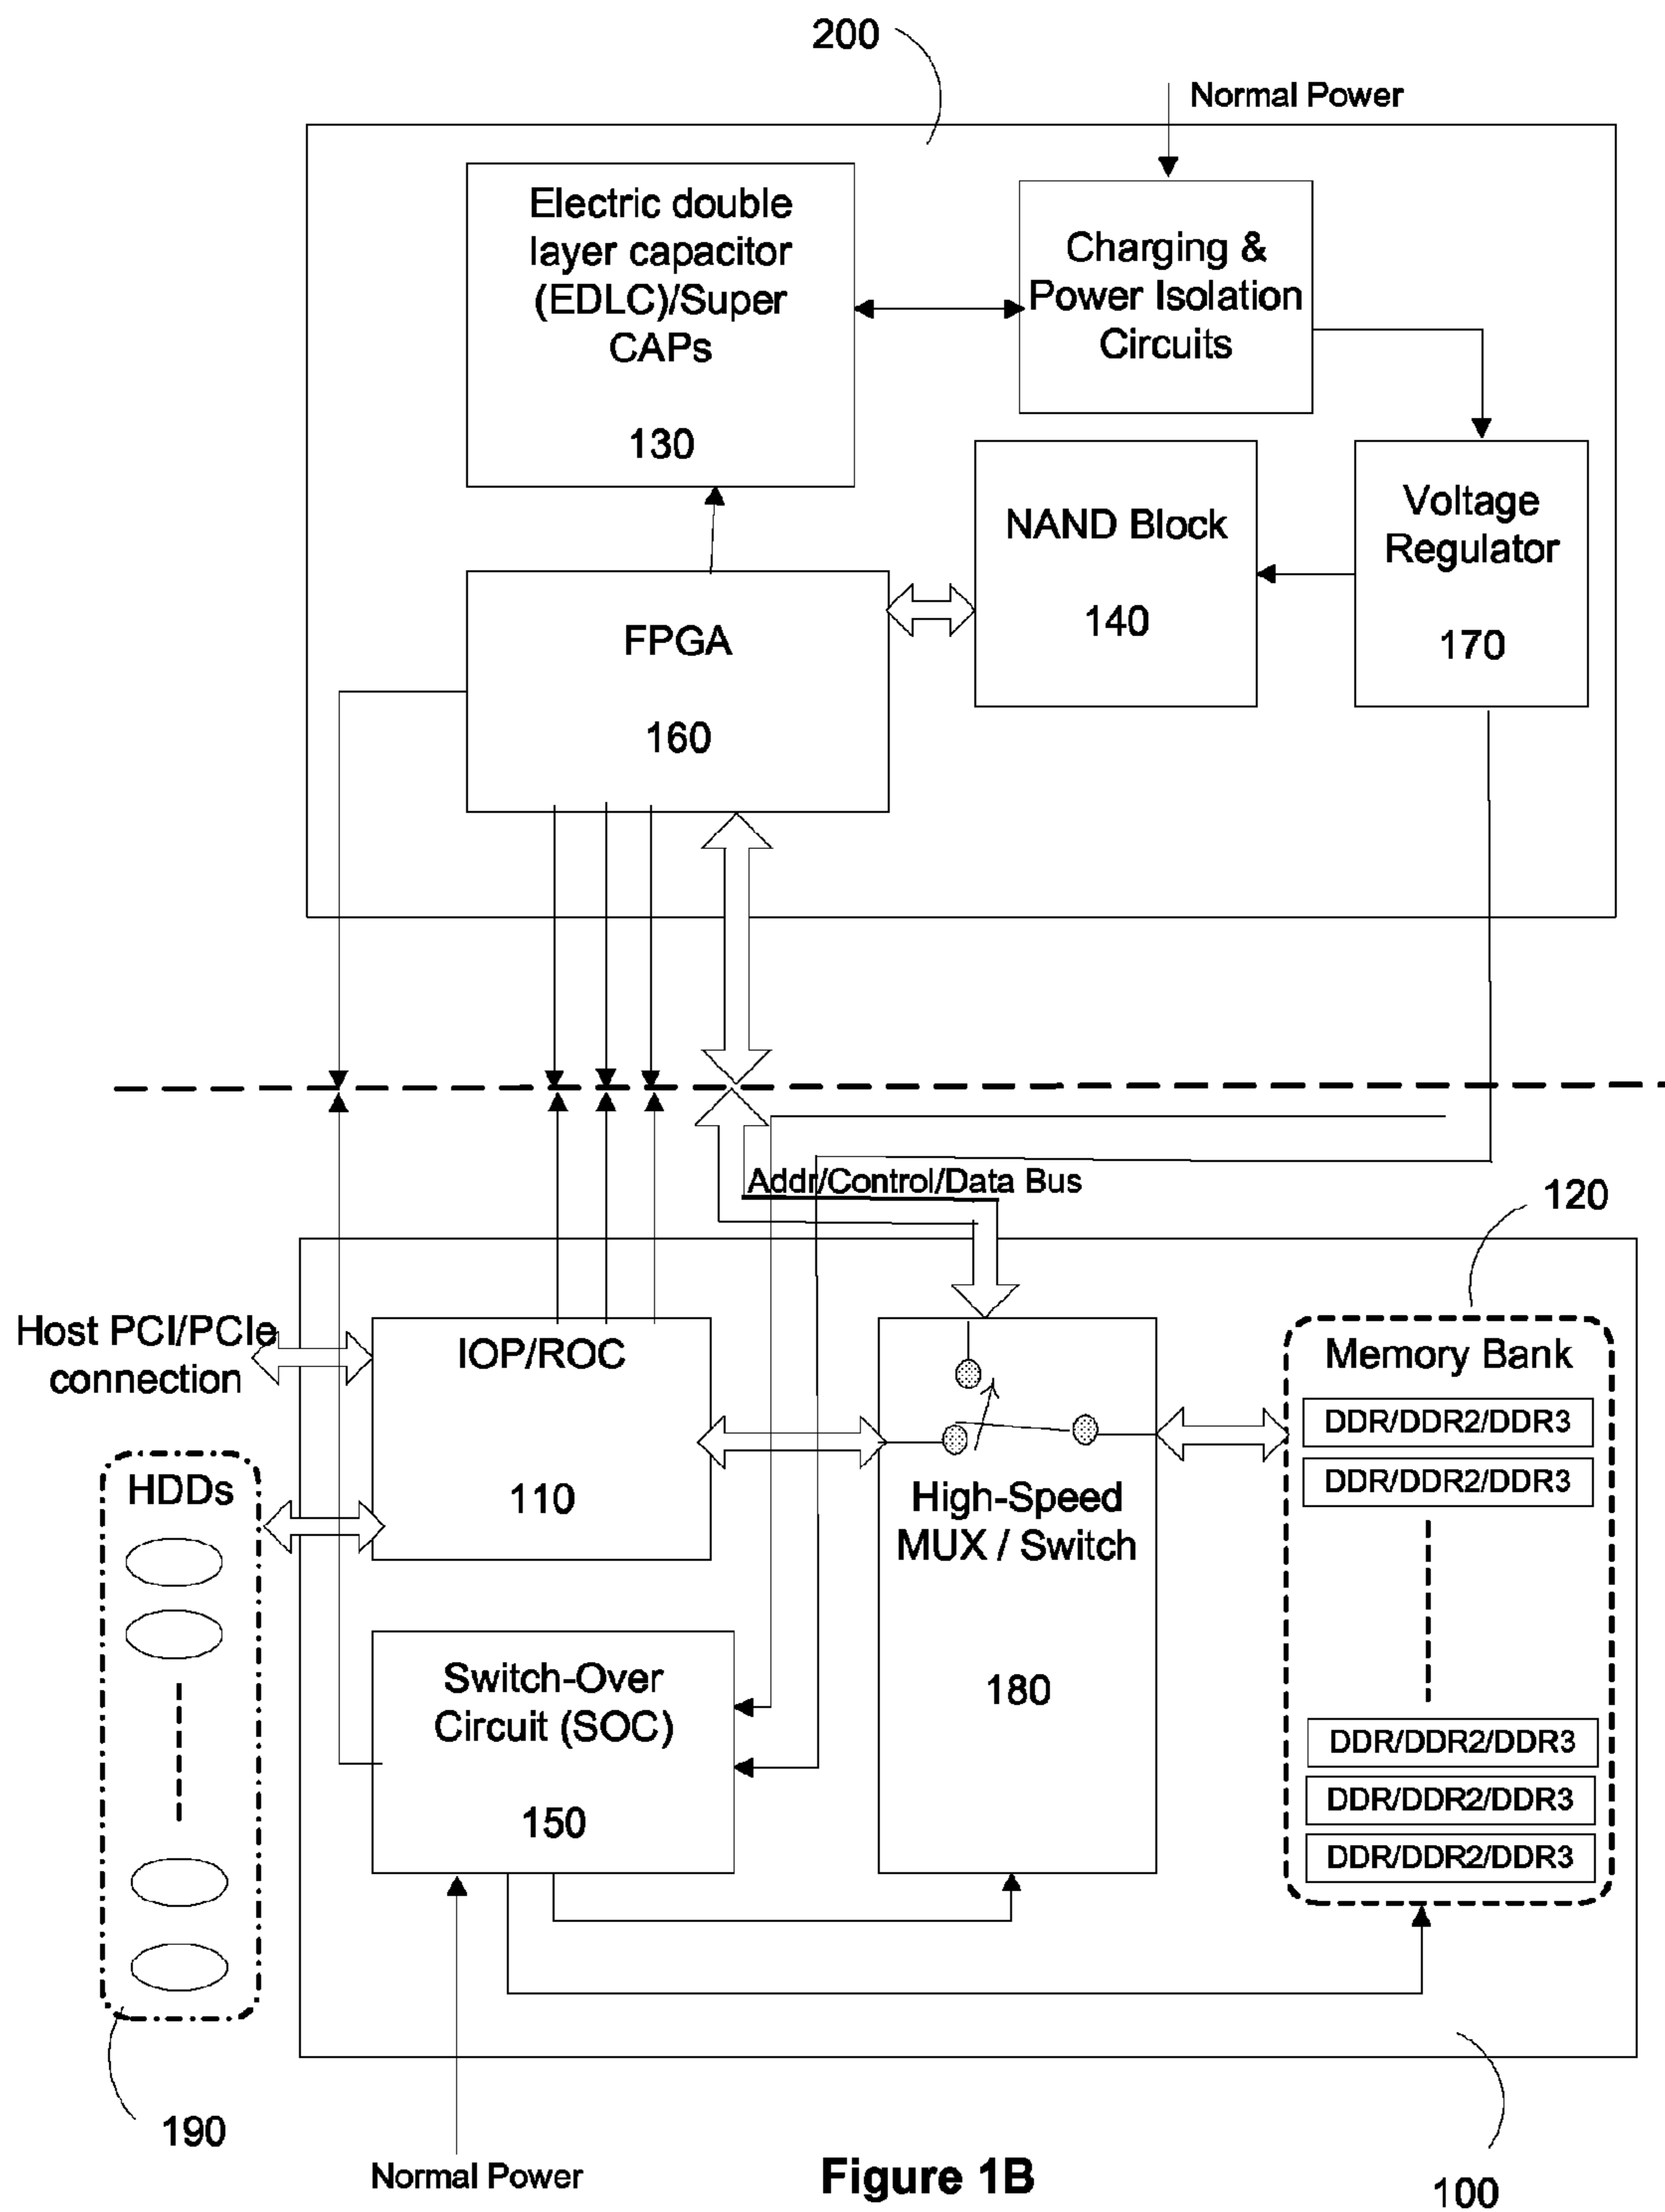 200
Normal Power
Electric double
layer capacitor
(EDLC)/Super
CAPs
130
Charging &
Power Isolation
Circuits
NAND Block
140
Voltage
Regulator
170
FPGA
160
Addr/Control/Data Bus
120
Host PCI/PCIe
connection
IOP/ROC
110
Memory Bank
DDR/DDR2/DDR3
DDR/DDR2/DDR3
HDDs
High-Speed
MUX / Switch
180
Switch-Over
Circuit (SOC)
150
DDR/DDR2/DDR3
DDR/DDR2/DDR3
DDR/DDR2/DDR3
190
Normal Power
Figure 1B
100